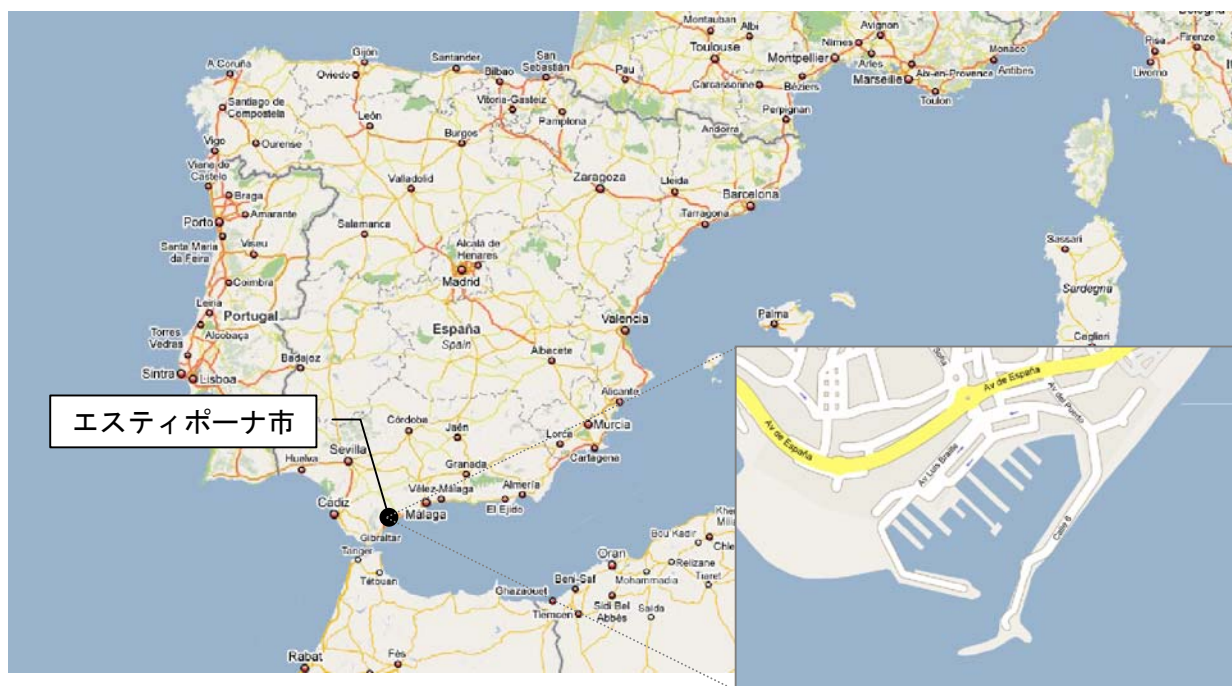 Bologna
Montauban
Albi
Avignon
Gijón
Santander
San
Sebastián
Toulouse
Nimes
Monaco
Pisa
Firenze
A Coruña
Oviedo
Bilbao
Pau
Montpellier
Arles
Aix-en-Provence
Antibes
Livorno
Vitoria-Gasteiz
Carcassonne
Béziers
Marseille
Toulon
Santiago de
Compostela
León
Pamplona
Perpignan
Andorra
Vigo
Ourense
Burgos
Viana do
Castelo
Braga
Valladolid
Zaragoza
Lleida
Barcelona
Porto
Amarante
Tarragona
Salamanca
Santa Maria
da Feira
Viseu
Alcalá de
Henares
Sassari
Madrid
Coimbra
Sardegna
Leiria
Portugal
Palma
Valencia
España
Spain
Torres
Vedras
Alcobaça
Cagliari
Badajoz
Albacete
Sintra
Lisboa
Alicante
エスティポーナ市
Córdoba
Murcia
Jaén
Lorca
Sevilla
Huelva
Cartagena
Granada
Vélez-Málaga
Almería
El Ejido
Cádiz
Málaga
Gibraltar
Bou Kadir
Tanger
Oran
Relizane
Tétouan
Beni-Saf
Mohammadia
Tiaret
Ghazaouet
Sidi Bel
Abbès
Saida
Tlemcen
Fès
Rabat
Av de España
Av del Puerto
Av de España
Av Luis Braille
Calle B